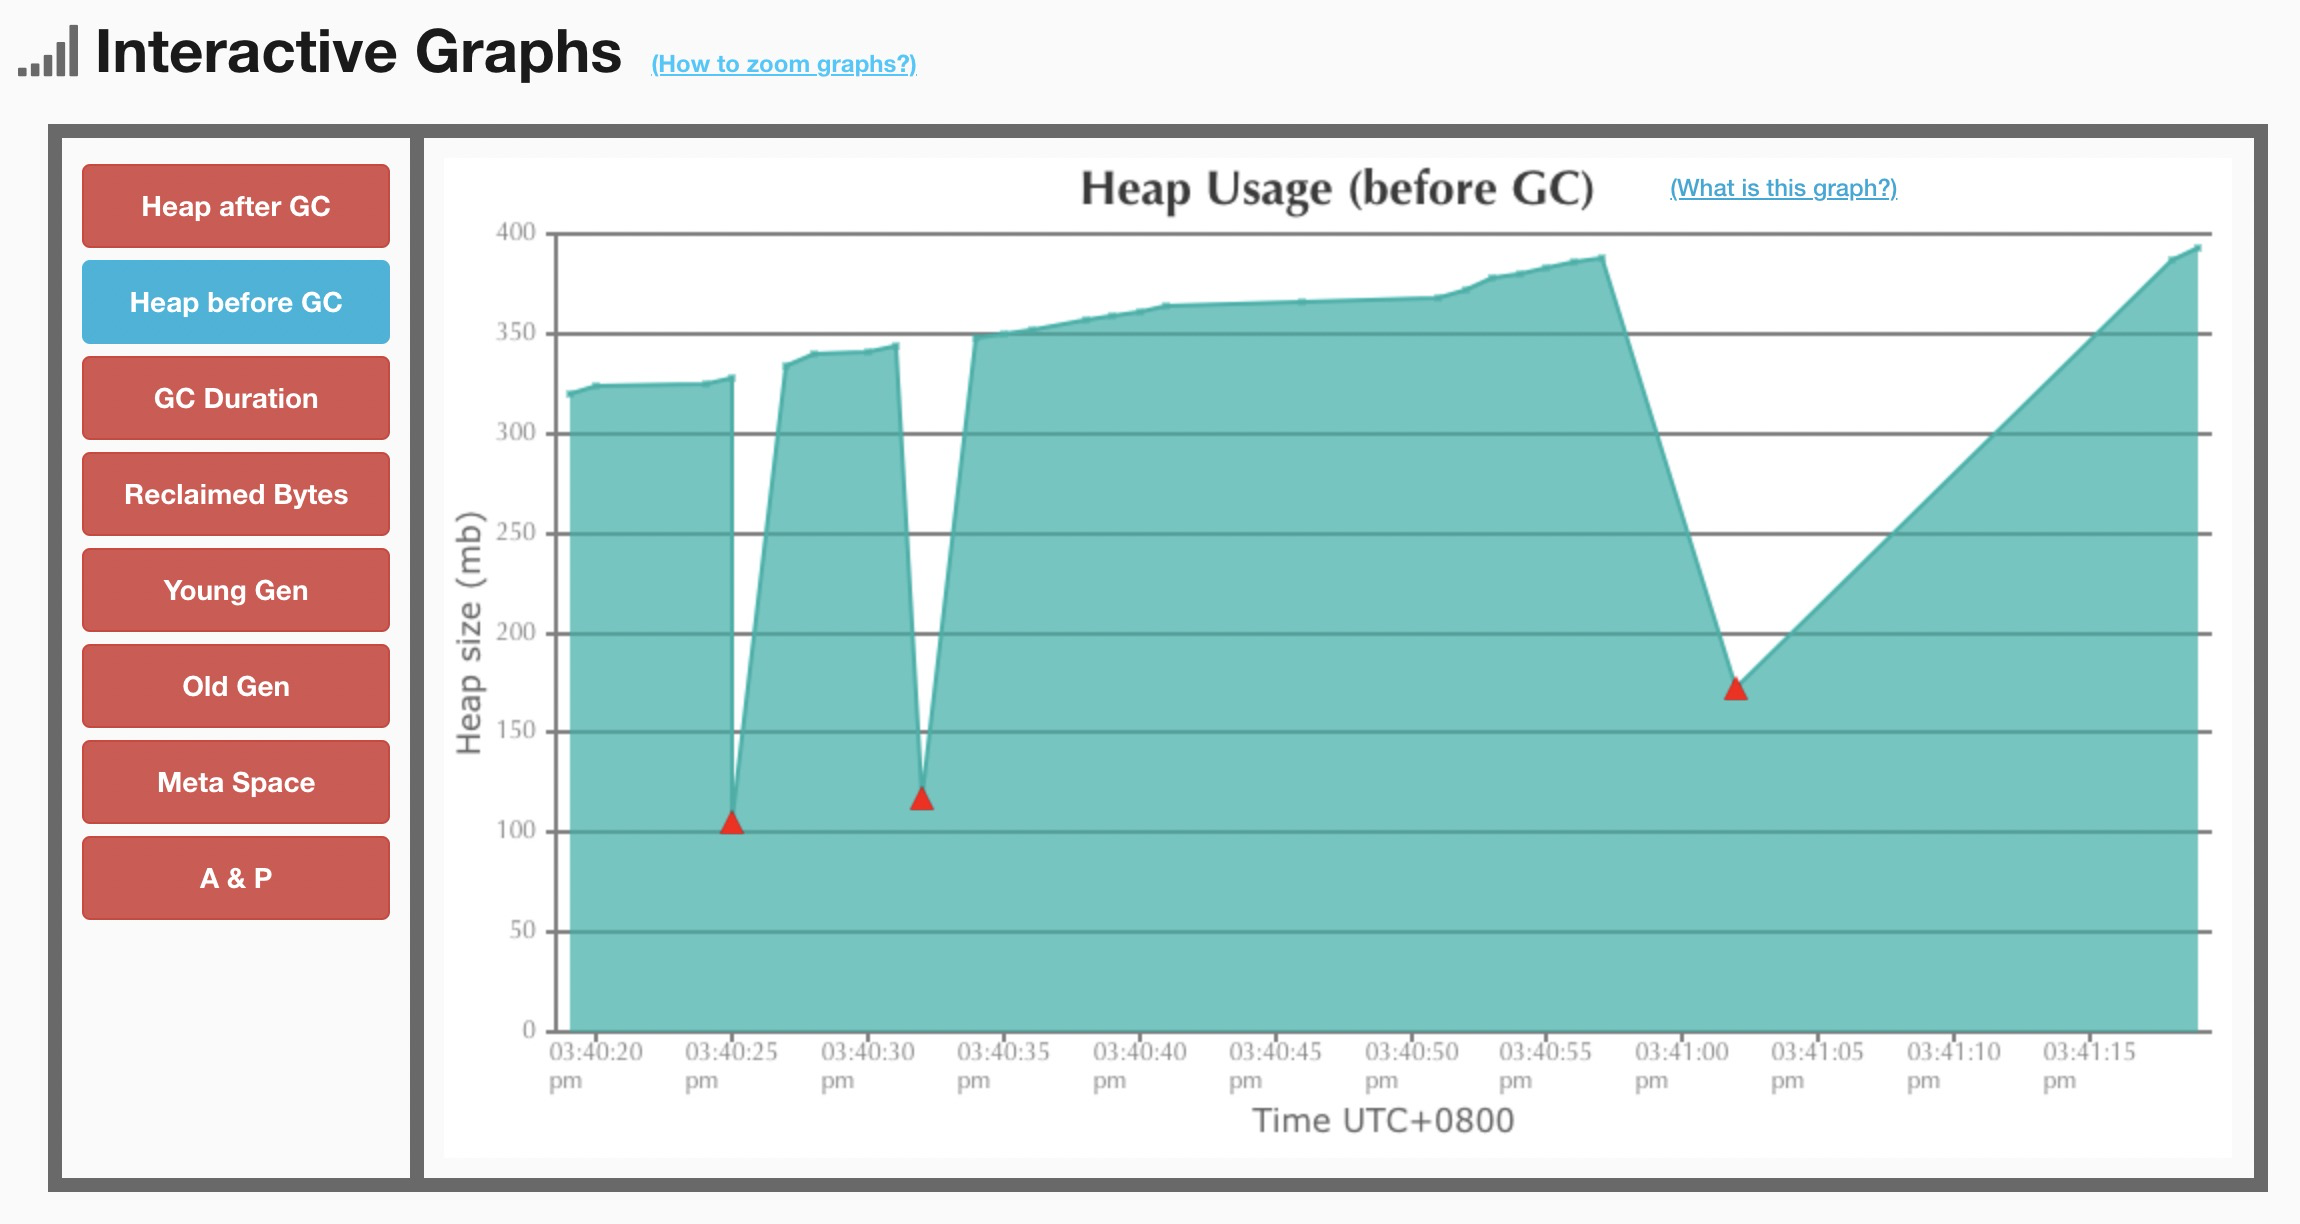 Interactive Graphs (How to zoom graphs?)
Heap after GC
Heap before GC
GC Duration
Reclaimed Bytes
Young Gen
Old Gen
Meta Space
A & P
Heap Usage (before GC) (What is this graph?)
Heap size (mb)
400
350
300
250
200
150
100
50
0
03:40:20 pm
03:40:25 pm
03:40:30 pm
03:40:35 pm
03:40:40 pm
03:40:45 pm
03:40:50 pm
03:40:55 pm
03:41:00 pm
03:41:05 pm
03:41:10 pm
03:41:15 pm
Time UTC+0800